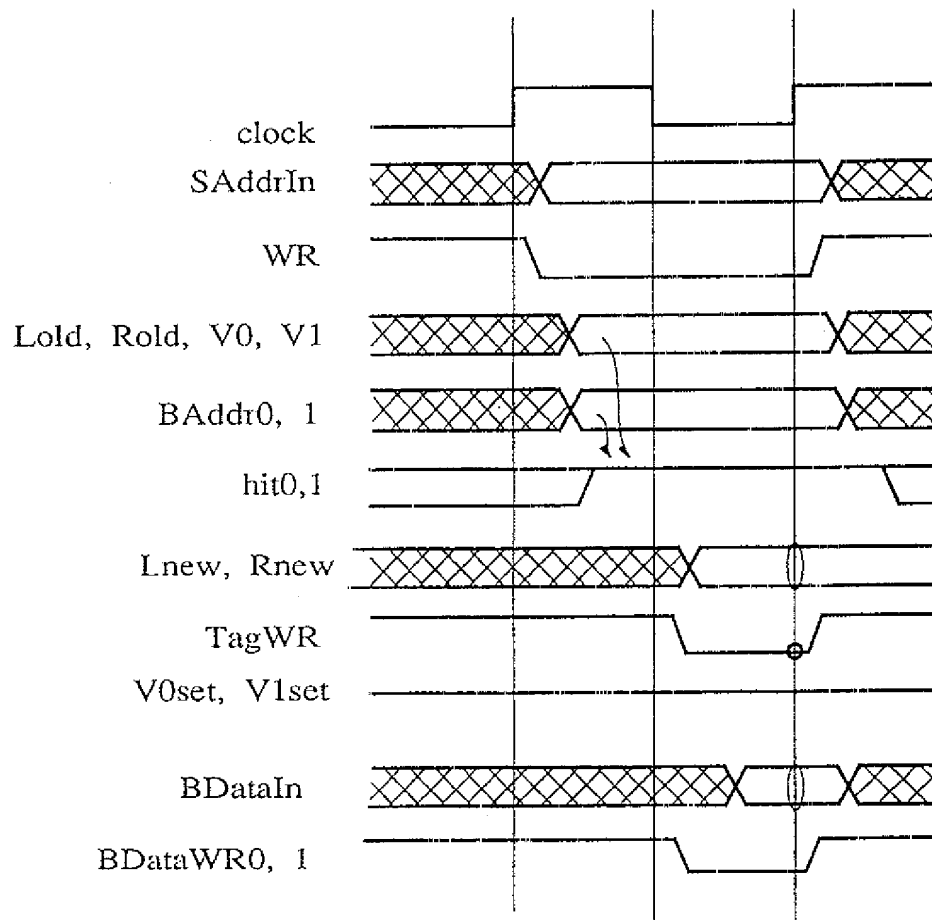 clock
SAddrIn
WR
Lold, Rold, V0, V1
BAddr0, 1
hit0,1
Lnew, Rnew
TagWR
V0set, V1set
BDataIn
BDataWR0, 1